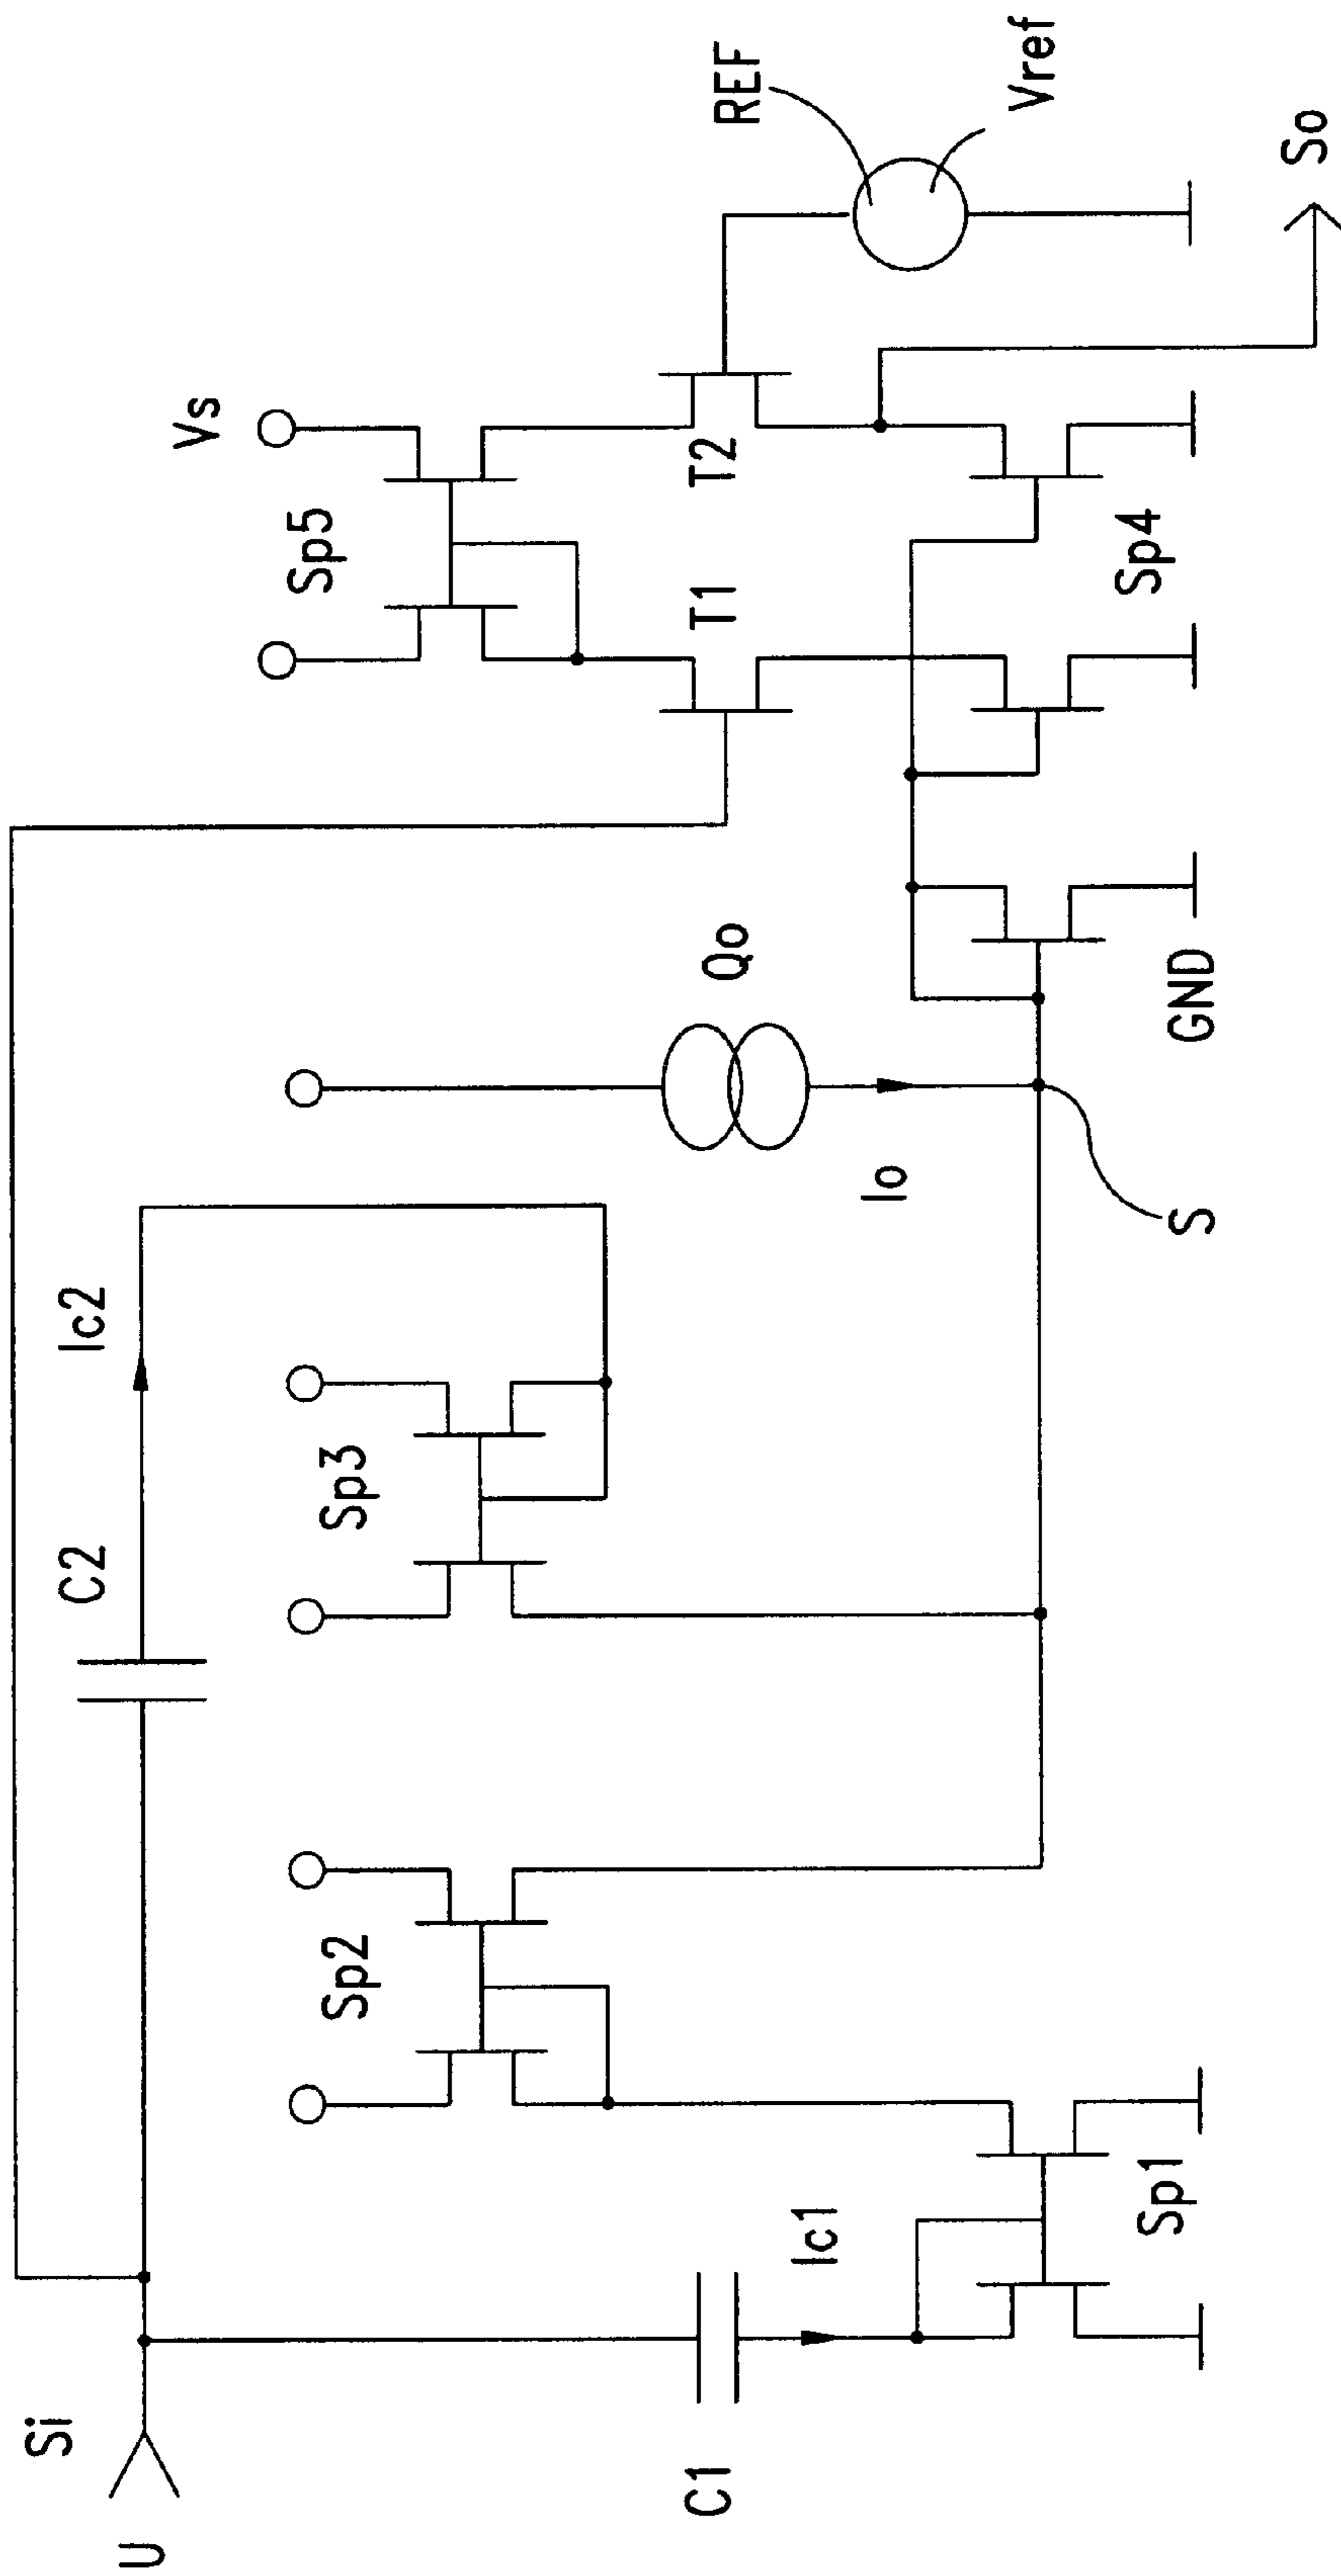 U
Si
C2
Ic2
Vs
Sp5
REF
Vref
Sp2
Sp3
T1
T2
Qo
C1
Ic1
Io
So
Sp1
S
GND
Sp4